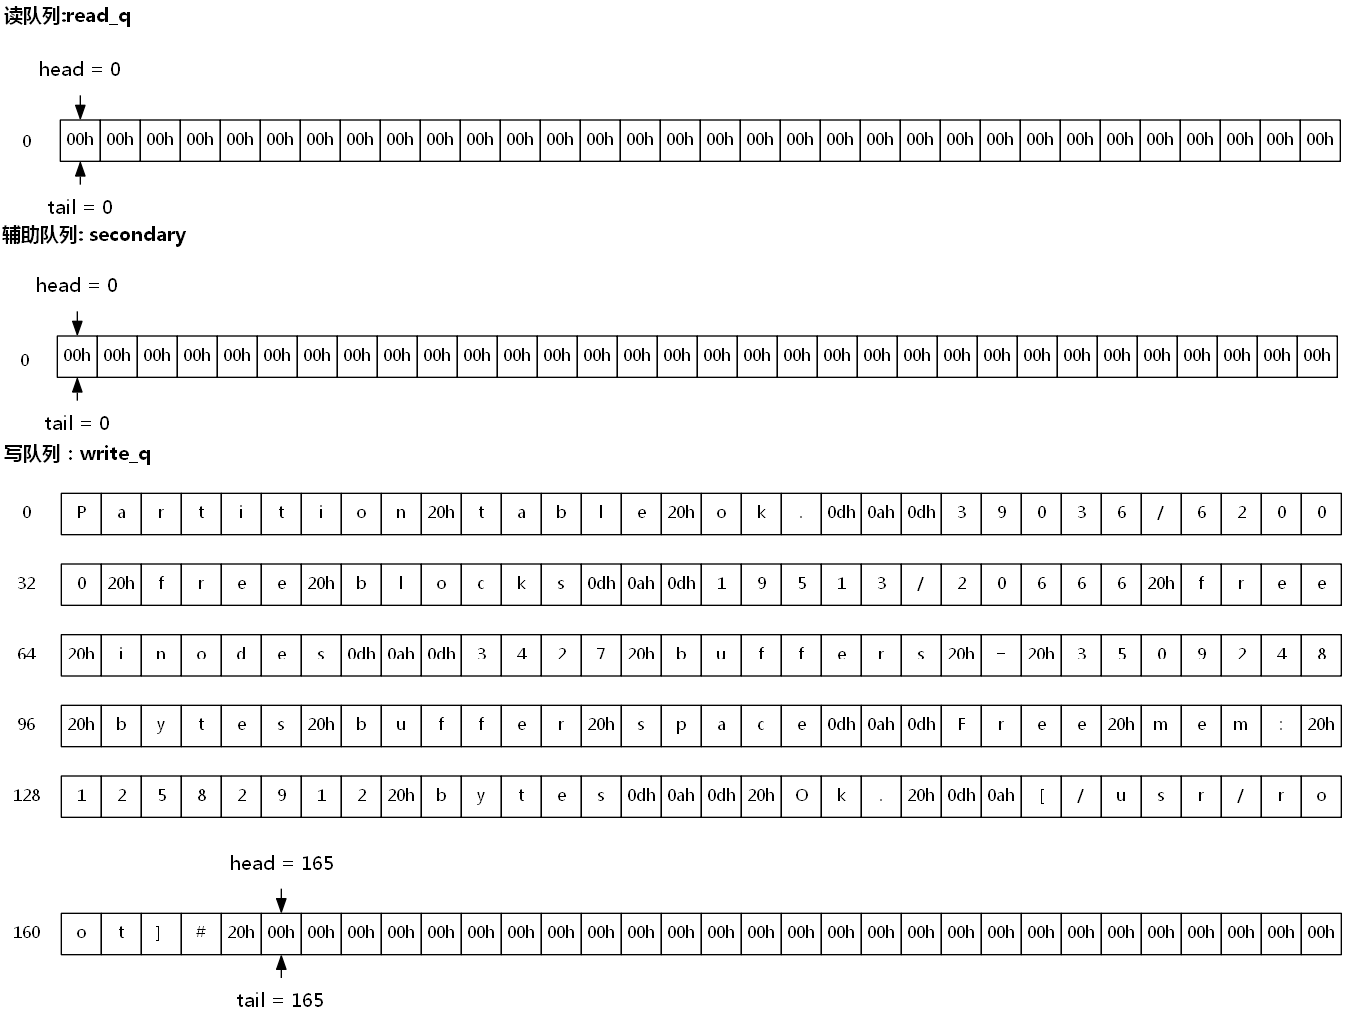 读队列:read_q
head = 0
0 00h 00h 00h 00h 00h 00h 00h 00h 00h 00h 00h 00h 00h 00h 00h 00h 00h 00h 00h 00h 00h 00h 00h 00h 00h 00h 00h 00h 00h 00h 00h 00h
tail = 0
辅助队列: secondary
head = 0
0 00h 00h 00h 00h 00h 00h 00h 00h 00h 00h 00h 00h 00h 00h 00h 00h 00h 00h 00h 00h 00h 00h 00h 00h 00h 00h 00h 00h 00h 00h 00h 00h
tail = 0
写队列：write_q
0 P a r t i t i o n 20h t a b l e 20h o k . 0dh 0ah 0dh 3 9 0 3 6 / 6 2 0 0
32 0 20h f r e e 20h b l o c k s 0dh 0ah 0dh 1 9 5 1 3 / 2 0 6 6 6 20h f r e e
64 20h i n o d e s 0dh 0ah 0dh 3 4 2 7 20h b u f f e r s 20h - 20h 3 5 0 9 2 4 8
96 20h b y t e s 20h b u f f e r 20h s p a c e 0dh 0ah 0dh F r e e 20h m e m : 20h
128 1 2 5 8 2 9 1 2 20h b y t e s 0dh 0ah 0dh 20h O k . 20h 0dh 0ah [ / u s r / r o
head = 165
160 o t ] # 20h 00h 00h 00h 00h 00h 00h 00h 00h 00h 00h 00h 00h 00h 00h 00h 00h 00h 00h 00h 00h 00h 00h 00h 00h 00h 00h 00h
tail = 165